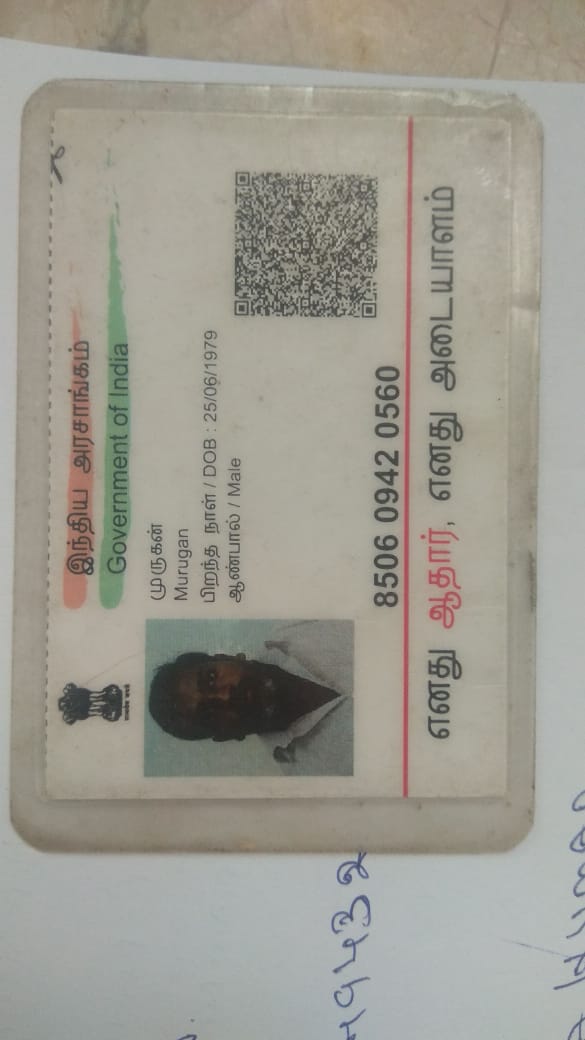 இந்திய அரசாங்கம்
Government of India
முருகன்
Murugan
பிறந்த நாள் / DOB : 25/06/1979
ஆண்பால் / Male
8506 0942 0560
எனது ஆதார், எனது அடையாளம்